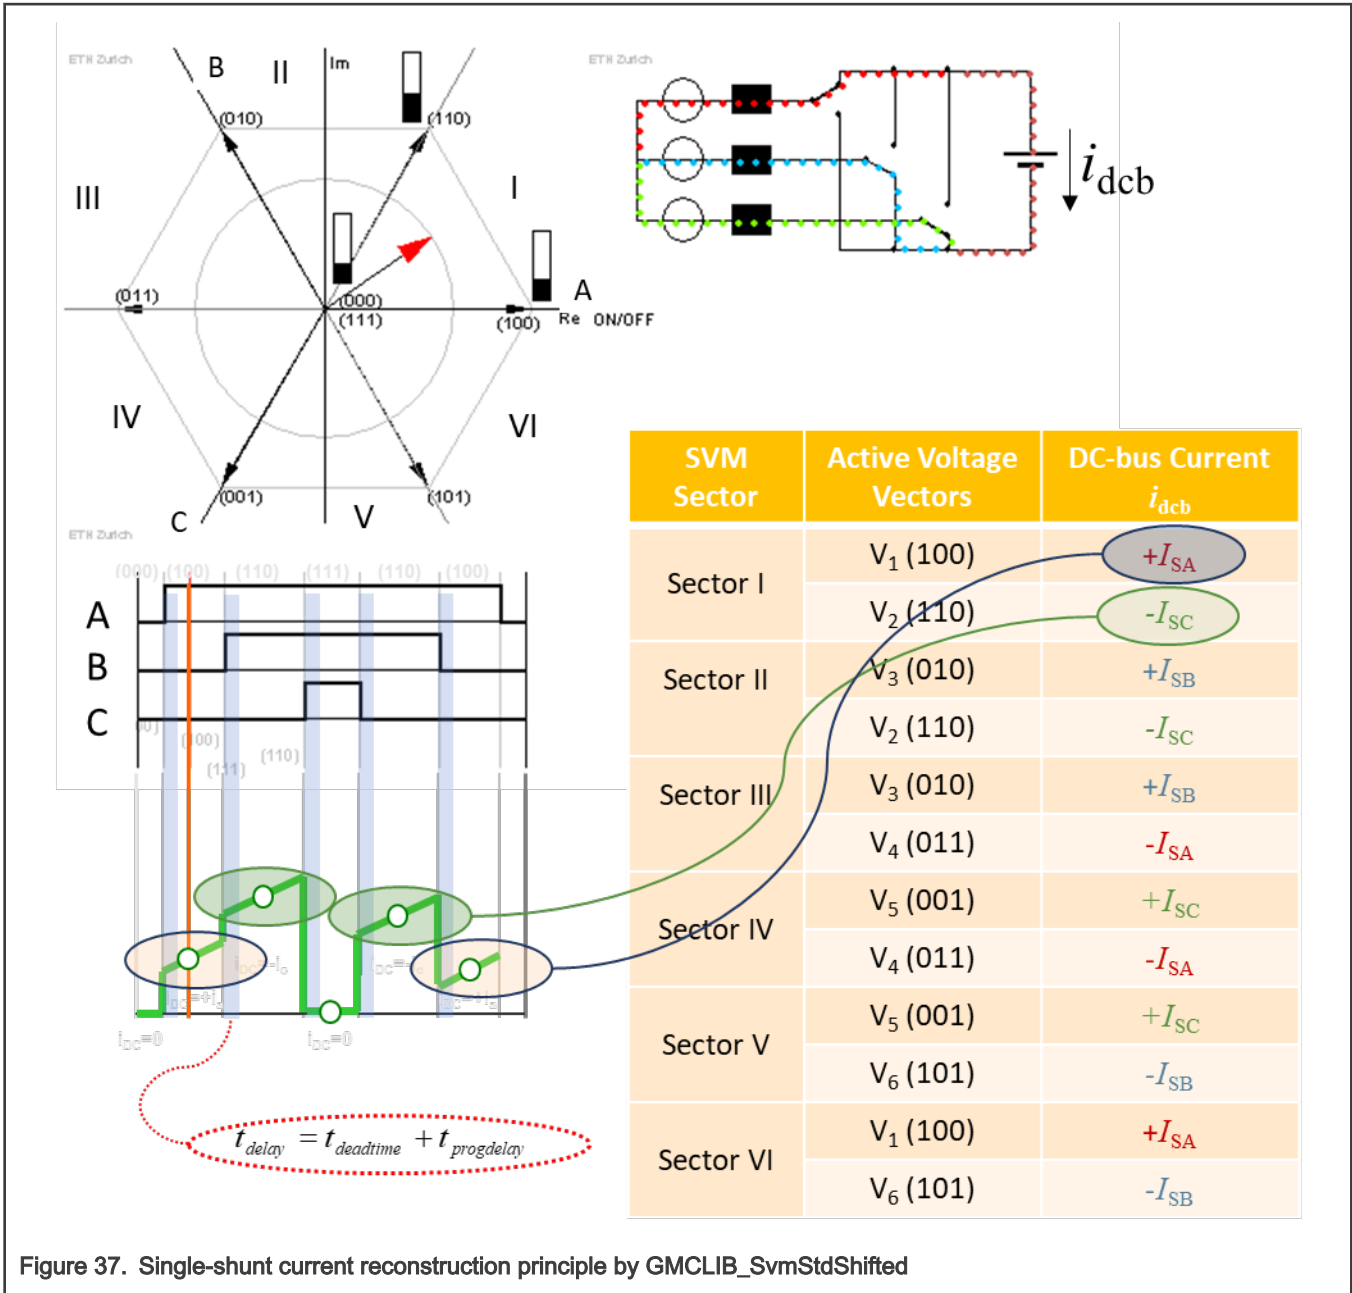 ETH Zurich
B
II
Im
(010)
(110)
III
I
(011)
(000)
(111)
(100)
A
Re ON/OFF
IV
VI
(001)
(101)
C
V
ETH Zurich
i_dcb
ETH Zurich
(000) (100) (110) (111) (110) (100)
A
B
C
(100)
(111)
(110)
i_DC=0
i_DC=+i_a
i_DC=0
t_delay = t_deadtime + t_progdelay
SVM Sector
Active Voltage Vectors
DC-bus Current i_dcb
Sector I
V1 (100)
+I_SA
V2 (110)
-I_SC
Sector II
V3 (010)
+I_SB
V2 (110)
-I_SC
Sector III
V3 (010)
+I_SB
V4 (011)
-I_SA
Sector IV
V5 (001)
+I_SC
V4 (011)
-I_SA
Sector V
V5 (001)
+I_SC
V6 (101)
-I_SB
Sector VI
V1 (100)
+I_SA
V6 (101)
-I_SB
Figure 37. Single-shunt current reconstruction principle by GMCLIB_SvmStdShifted